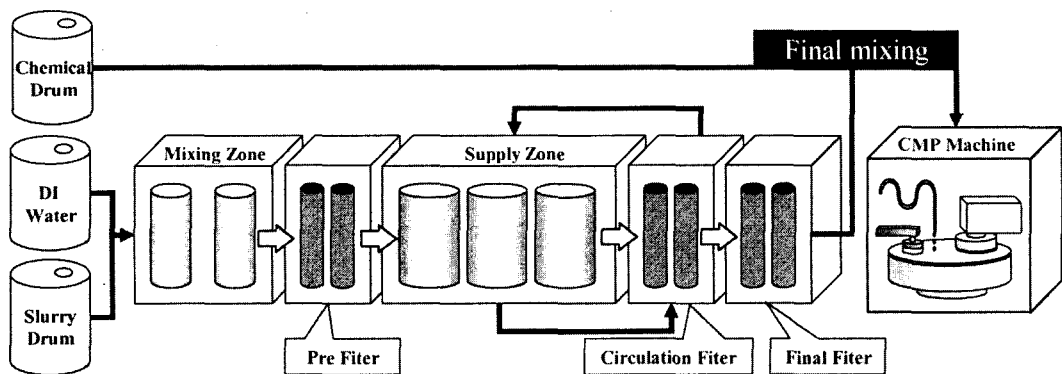 Chemical
Drum
Final mixing
DI
Water
Mixing Zone
Supply Zone
CMP Machine
Slurry
Drum
Pre Fiter
Circulation Fiter
Final Fiter